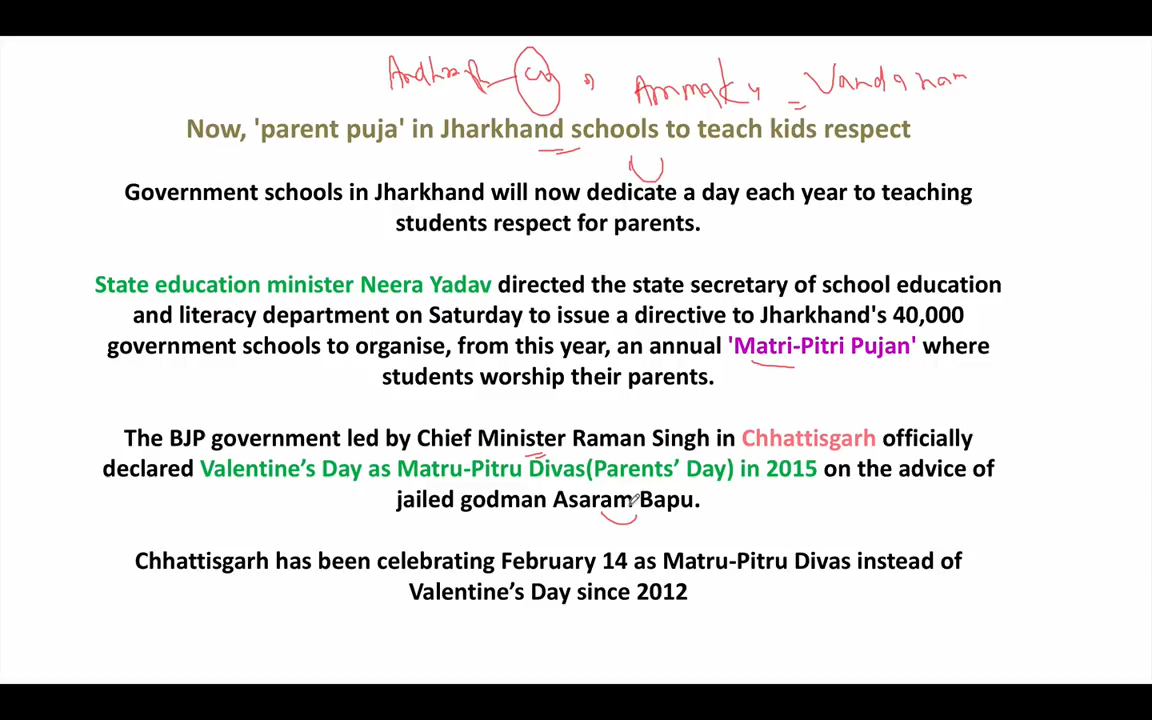 Andhra Ammaku Vandanam
Now, 'parent puja' in Jharkhand schools to teach kids respect
Government schools in Jharkhand will now dedicate a day each year to teaching
students respect for parents.
State education minister Neera Yadav directed the state secretary of school education
and literacy department on Saturday to issue a directive to Jharkhand's 40,000
government schools to organise, from this year, an annual 'Matri-Pitri Pujan' where
students worship their parents.
The BJP government led by Chief Minister Raman Singh in Chhattisgarh officially
declared Valentine’s Day as Matru-Pitru Divas(Parents’ Day) in 2015 on the advice of
jailed godman Asaram Bapu.
Chhattisgarh has been celebrating February 14 as Matru-Pitru Divas instead of
Valentine’s Day since 2012